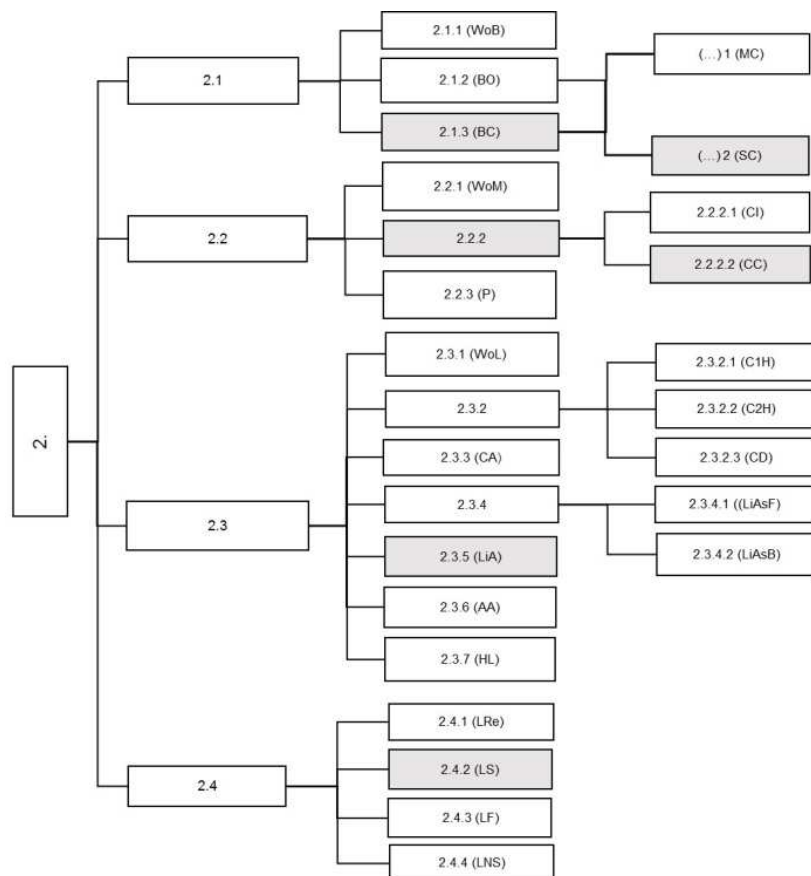 2.
2.1
2.1.1 (WoB)
2.1.2 (BO)
2.1.3 (BC)
(...) 1 (MC)
(...) 2 (SC)
2.2
2.2.1 (WoM)
2.2.2
2.2.2.1 (CI)
2.2.2.2 (CC)
2.2.3 (P)
2.3
2.3.1 (WoL)
2.3.2
2.3.2.1 (C1H)
2.3.2.2 (C2H)
2.3.2.3 (CD)
2.3.3 (CA)
2.3.4
2.3.4.1 ((LiAsF)
2.3.4.2 (LiAsB)
2.3.5 (LiA)
2.3.6 (AA)
2.3.7 (HL)
2.4
2.4.1 (LRe)
2.4.2 (LS)
2.4.3 (LF)
2.4.4 (LNS)